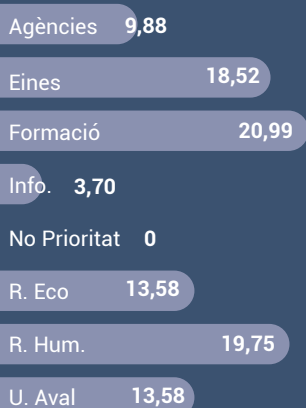 Agències 9,88
Eines 18,52
Formació 20,99
Info. 3,70
No Prioritat 0
R. Eco 13,58
R. Hum. 19,75
U. Aval 13,58